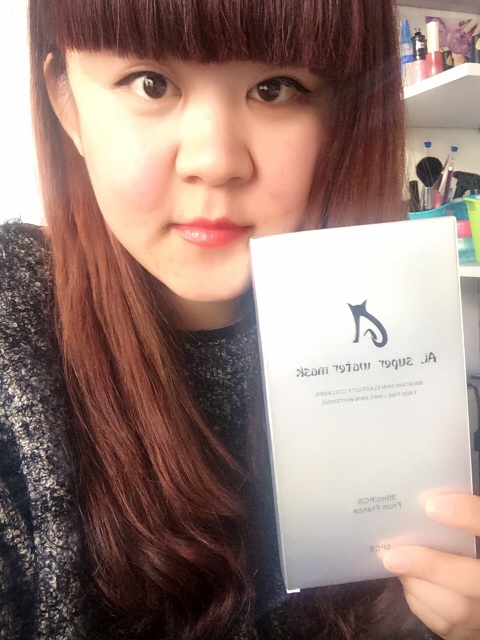 AL super water mask
MAINTAIN SKIN ELASTICITY COLLAGEN
FADE FINE LINES SKIN WHITENING
30ml/PCS
From France
5PCS